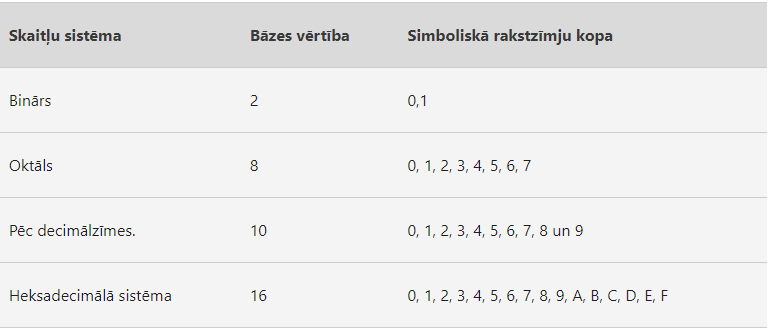 Skaitļu sistēma Bāzes vērtība Simboliskā rakstzīmju kopa
Binārs 2 0,1
Oktāls 8 0, 1, 2, 3, 4, 5, 6, 7
Pēc decimālzīmes. 10 0, 1, 2, 3, 4, 5, 6, 7, 8 un 9
Heksadecimālā sistēma 16 0, 1, 2, 3, 4, 5, 6, 7, 8, 9, A, B, C, D, E, F